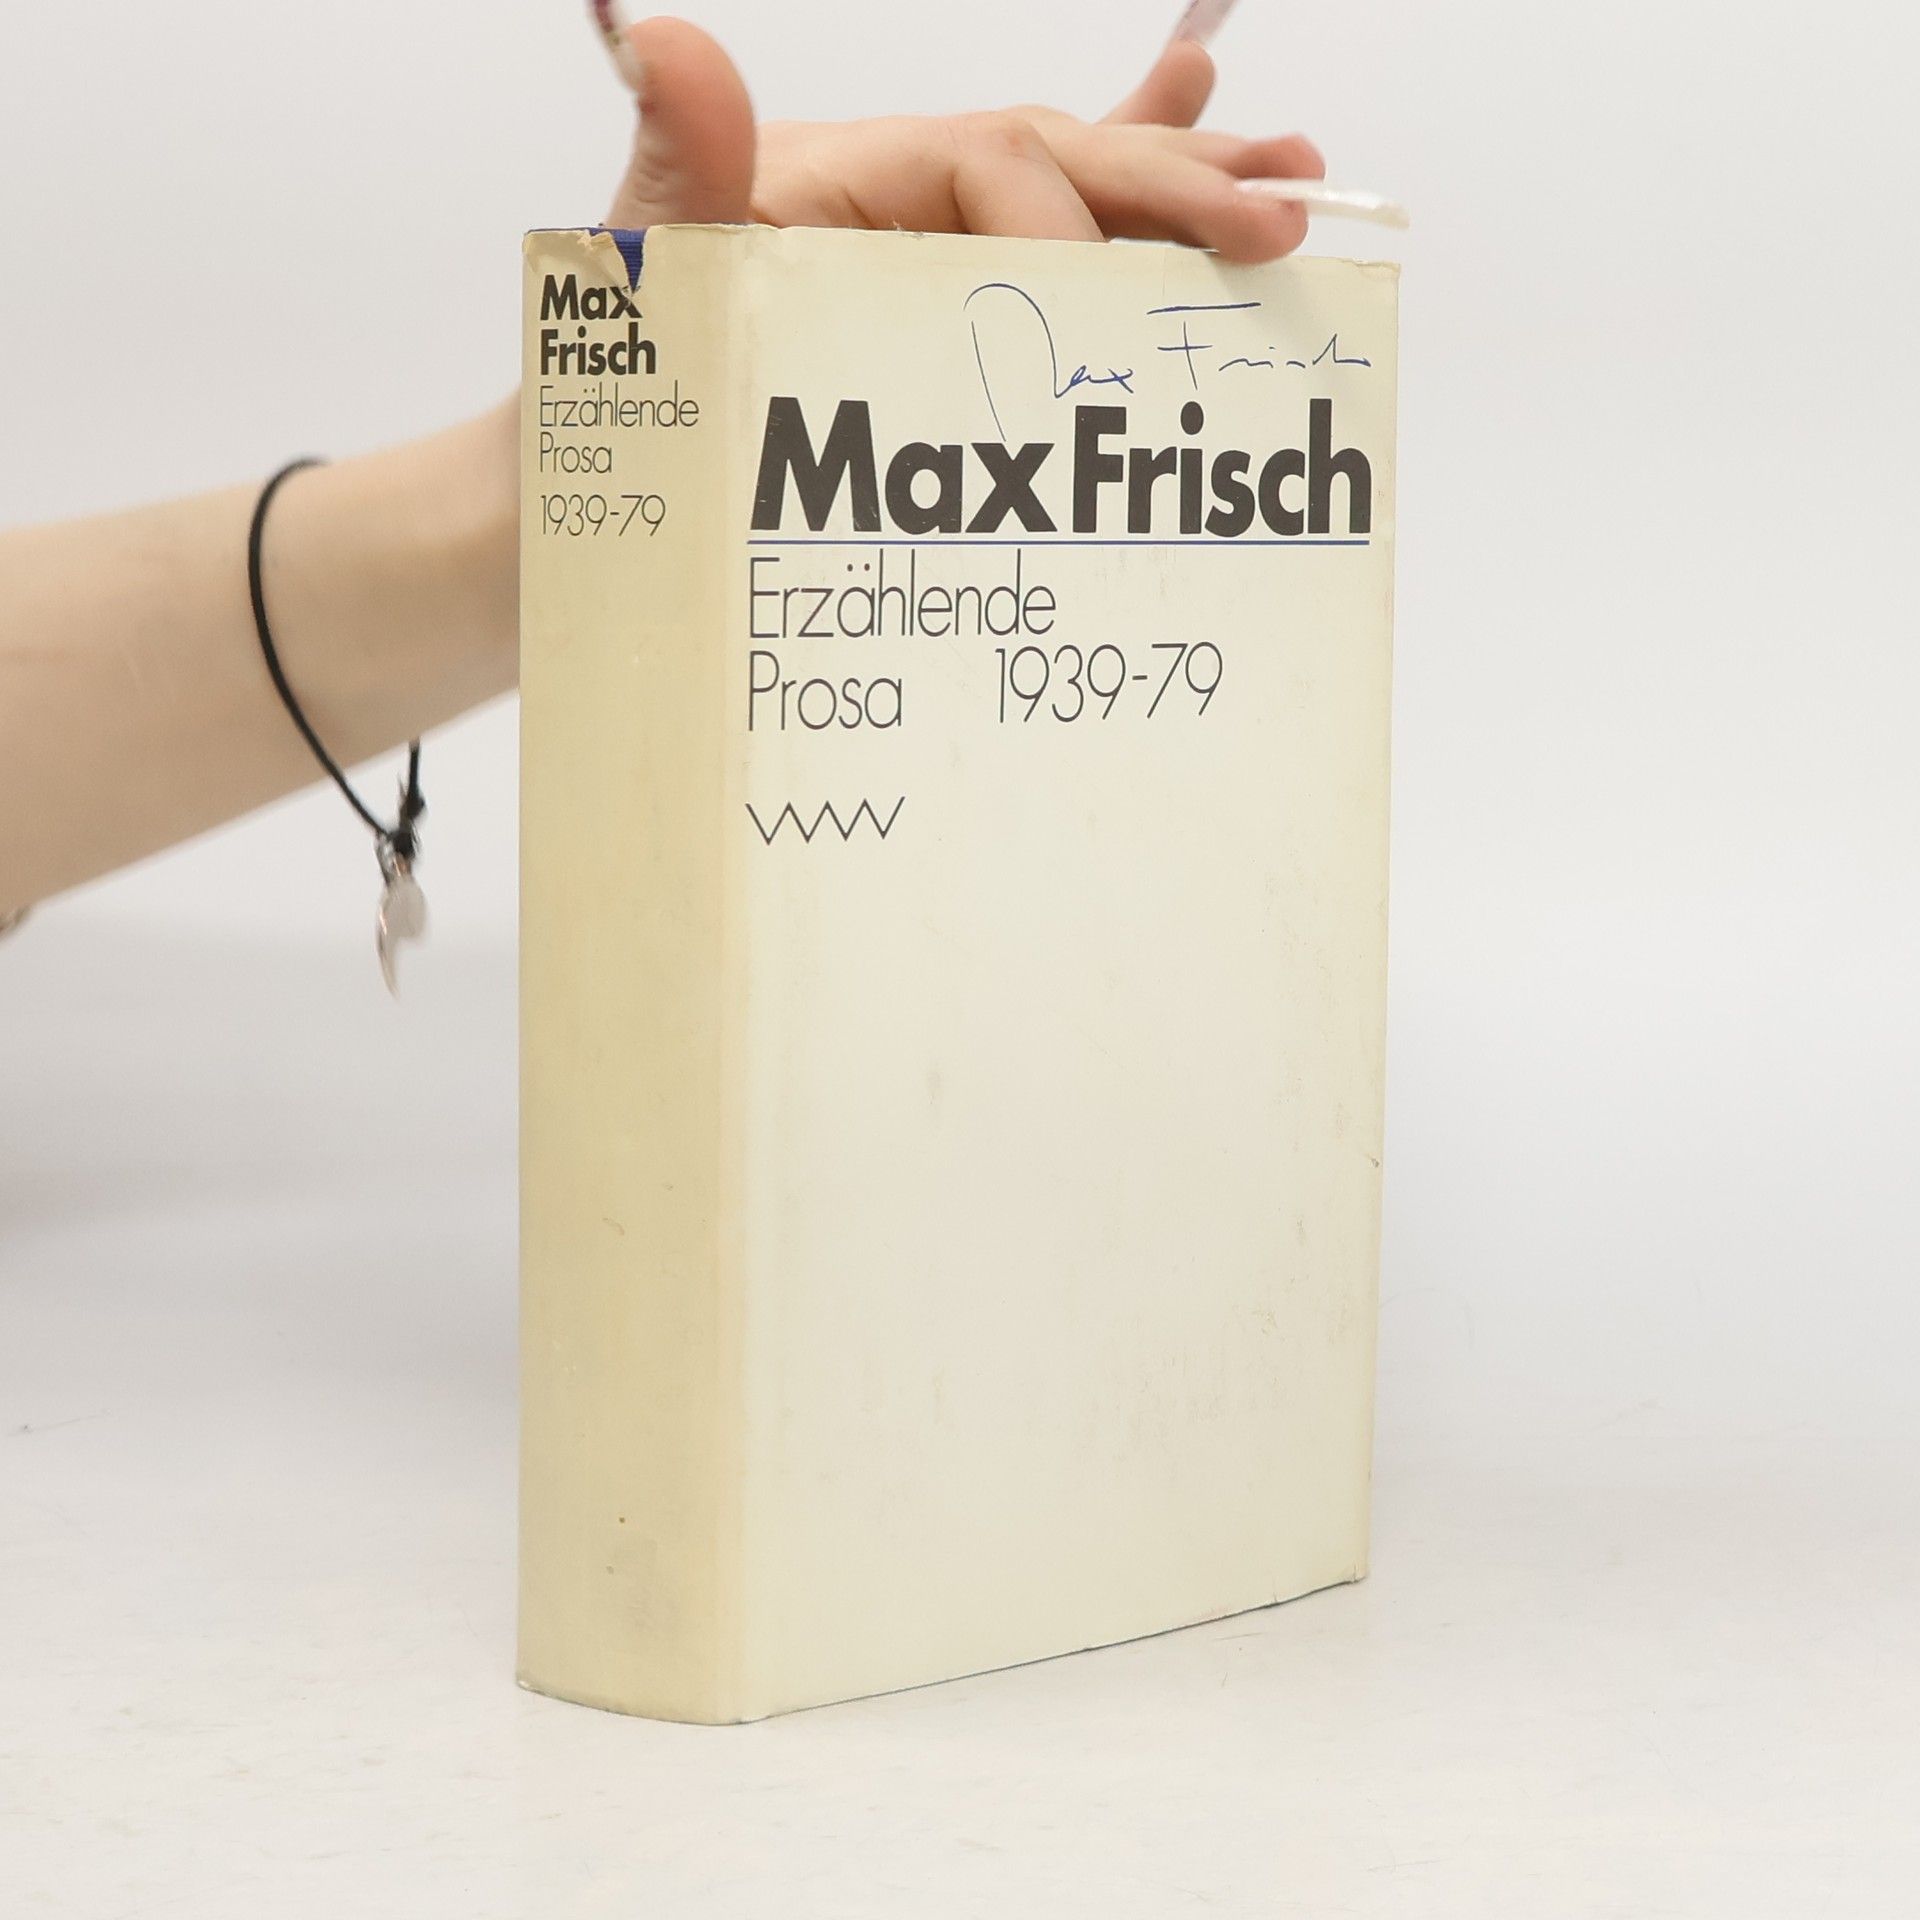 Max
Frisch
Erzählende
Prosa
1939-79
Max Frisch
Max Frisch
Erzählende
Prosa 1939-79